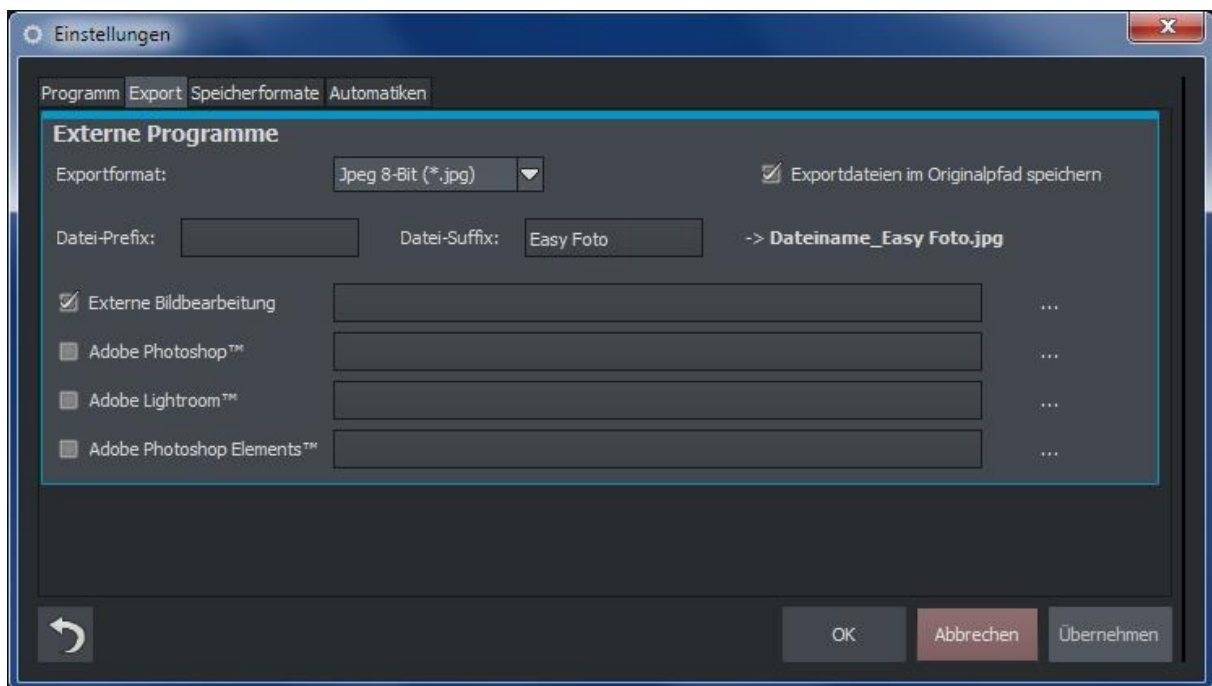 Einstellungen
Programm Export Speicherformate Automatiken
Externe Programme
Exportformat: Jpeg 8-Bit (*.jpg) Exportdateien im Originalpfad speichern
Datei-Prefix: Datei-Suffix: Easy Foto -> Dateiname_Easy Foto.jpg
Externe Bildbearbeitung ...
Adobe Photoshop™ ...
Adobe Lightroom™ ...
Adobe Photoshop Elements™ ...
OK Abbrechen Übernehmen